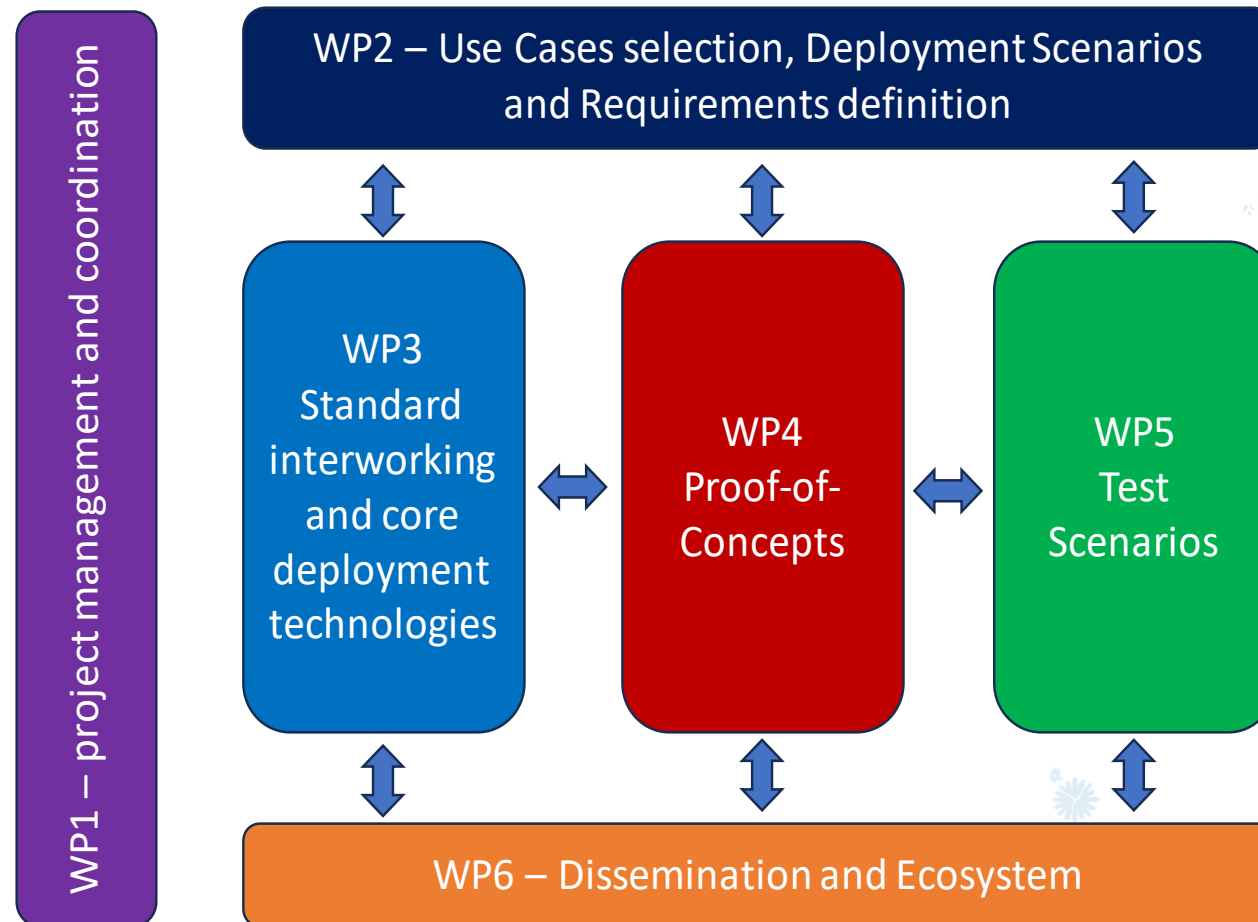 WP1 – project management and coordination
WP2 – Use Cases selection, Deployment Scenarios
and Requirements definition
WP3
Standard
interworking
and core
deployment
technologies
WP4
Proof-of-
Concepts
WP5
Test
Scenarios
WP6 – Dissemination and Ecosystem